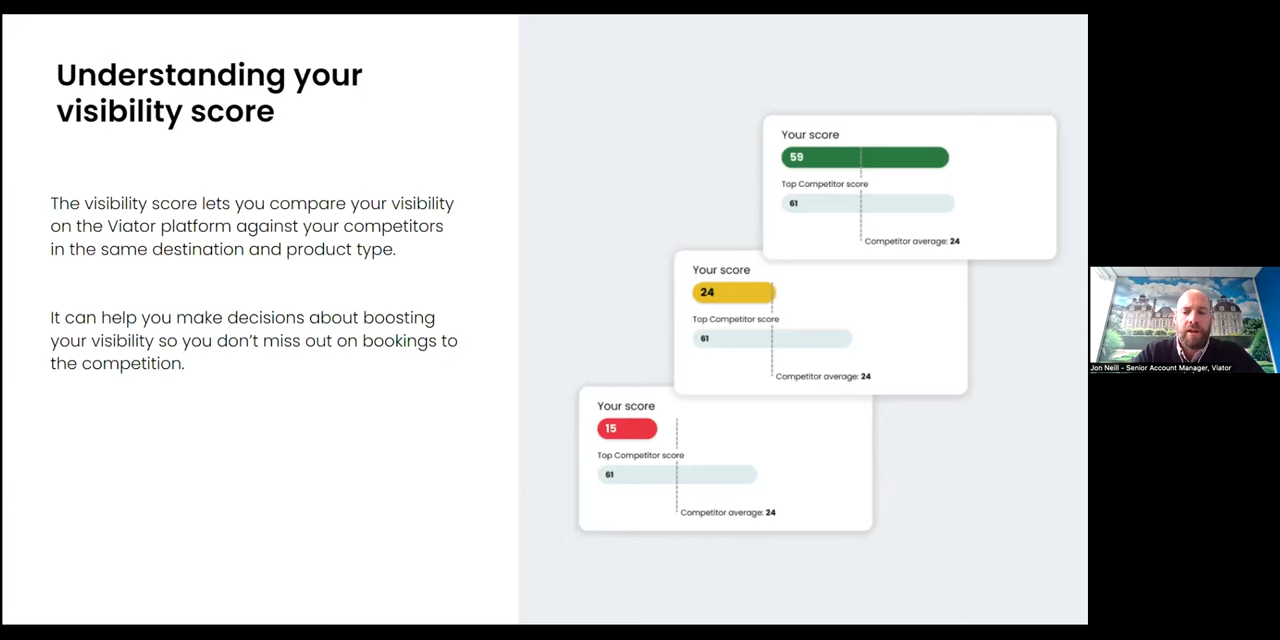 Understanding your
visibility score
The visibility score lets you compare your visibility
on the Viator platform against your competitors
in the same destination and product type.
It can help you make decisions about boosting
your visibility so you don’t miss out on bookings to
the competition.
Your score
59
Top Competitor score
61
Competitor average: 24
Your score
24
Top Competitor score
61
Competitor average: 24
Your score
15
Top Competitor score
61
Competitor average: 24
Jon Neill - Senior Account Manager, Viator